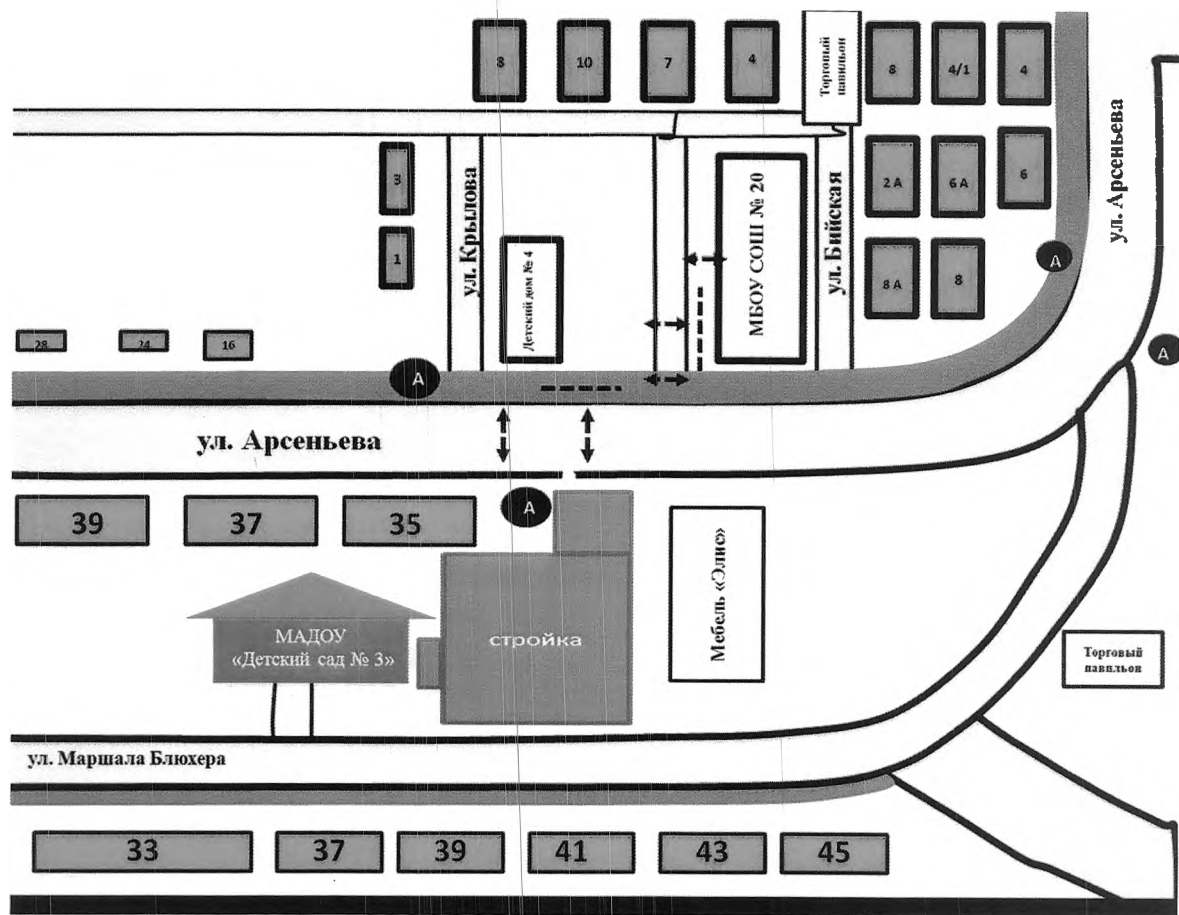 8
10
7
4
Торговый
павильон
8
4/1
4
ул. Арсеньева
3
ул. Крылова
МБОУ СОШ № 20
ул. Бийская
2 А
6 А
6
1
Детский дом № 4
8 А
8
А
28
24
16
А
А
ул. Арсеньева
39
37
35
А
Мебель «Элис»
МАДОУ
«Детский сад № 3»
стройка
Торговый
павильон
ул. Маршала Блюхера
33
37
39
41
43
45